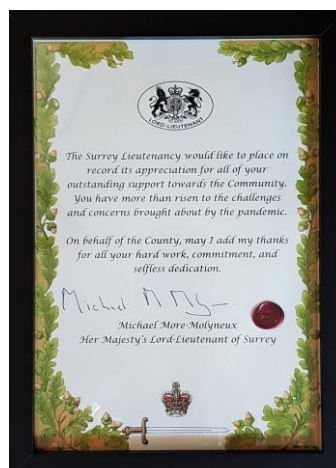 LORD-LIEUTENANT
The Surrey Lieutenancy would like to place on
record its appreciation for all of your
outstanding support towards the Community.
You have more than risen to the challenges
and concerns brought about by the pandemic.
On behalf of the County, may I add my thanks
for all your hard work, commitment, and
selfless dedication.
Michael More-Molyneux
Her Majesty's Lord-Lieutenant of Surrey